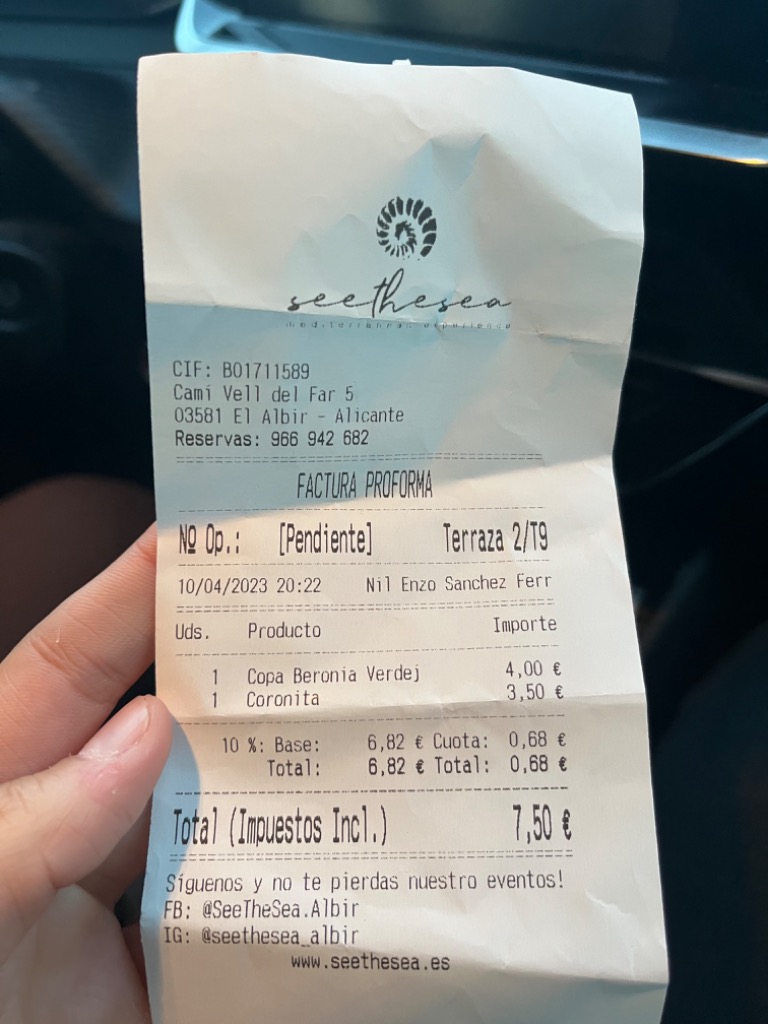 seethesea
mediterranean experience
CIF: B01711589
Camí Vell del Far 5
03581 El Albir - Alicante
Reservas: 966 942 682
FACTURA PROFORMA
Nº Op.: [Pendiente] Terraza 2/T9
10/04/2023 20:22 Nil Enzo Sanchez Ferr
Uds. Producto Importe
1 Copa Beronia Verdej 4,00 €
1 Coronita 3,50 €
10 %: Base: 6,82 € Cuota: 0,68 €
Total: 6,82 € Total: 0,68 €
Total (Impuestos Incl.) 7,50 €
Síguenos y no te pierdas nuestro eventos!
FB: @SeeTheSea.Albir
IG: @seethesea_albir
www.seethesea.es